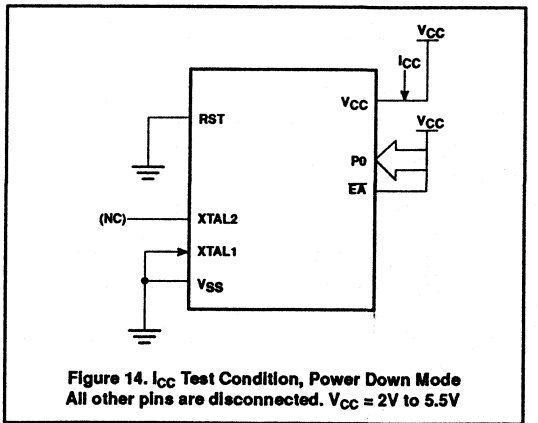 VCC
ICC
VCC
RST
VCC
P0
EA
(NC)
XTAL2
XTAL1
VSS
Figure 14. ICC Test Condition, Power Down Mode
All other pins are disconnected. VCC = 2V to 5.5V